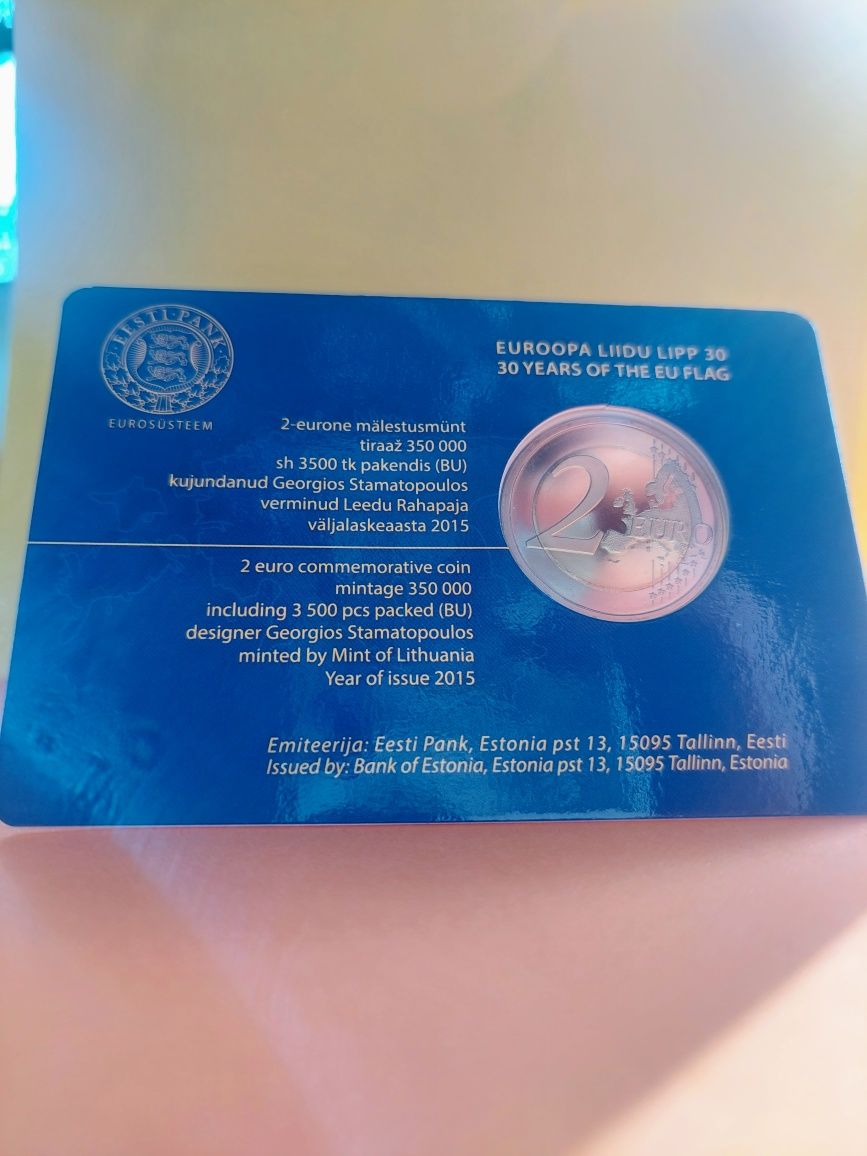 EESTI·PANK
EUROSÜSTEEM
EUROOPA LIIDU LIPP 30
30 YEARS OF THE EU FLAG
2-eurone mälestusmünt
tiraaž 350 000
sh 3500 tk pakendis (BU)
kujundanud Georgios Stamatopoulos
verminud Leedu Rahapaja
väljalaskeaasta 2015
2 EURO
2 euro commemorative coin
mintage 350 000
including 3 500 pcs packed (BU)
designer Georgios Stamatopoulos
minted by Mint of Lithuania
Year of issue 2015
Emiteerija: Eesti Pank, Estonia pst 13, 15095 Tallinn, Eesti
Issued by: Bank of Estonia, Estonia pst 13, 15095 Tallinn, Estonia